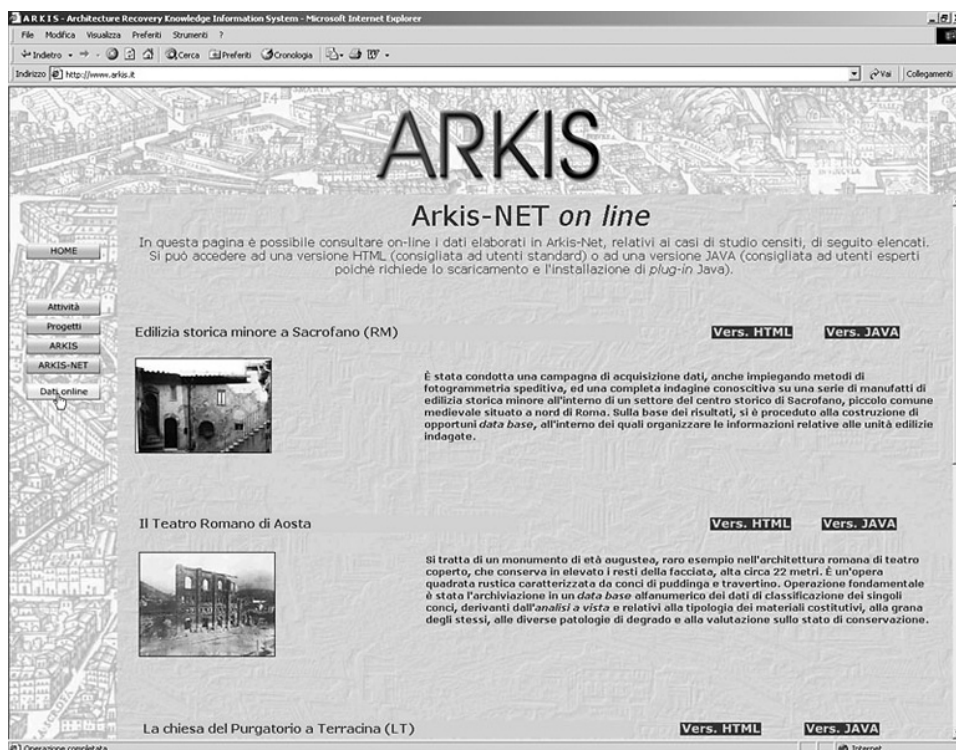 A R K I S - Architecture Recovery Knowledge Information System - Microsoft Internet Explorer
File Modifica Visualizza Preferiti Strumenti ?
Indietro Cerca Preferiti Cronologia
Indirizzo http://www.arkis.it Vai Collegamenti
ARKIS
Arkis-NET on line
In questa pagina è possibile consultare on-line i dati elaborati in Arkis-Net, relativi ai casi di studio censiti, di seguito elencati.
Si può accedere ad una versione HTML (consigliata ad utenti standard) o ad una versione JAVA (consigliata ad utenti esperti
poichè richiede lo scaricamento e l'installazione di plug-in Java).
HOME
Attività
Progetti
ARKIS
ARKIS-NET
Dati online
Edilizia storica minore a Sacrofano (RM) Vers. HTML Vers. JAVA
È stata condotta una campagna di acquisizione dati, anche impiegando metodi di
fotogrammetria speditiva, ed una completa indagine conoscitiva su una serie di manufatti di
edilizia storica minore all'interno di un settore del centro storico di Sacrofano, piccolo comune
medievale situato a nord di Roma. Sulla base dei risultati, si è proceduto alla costruzione di
opportuni data base, all'interno dei quali organizzare le informazioni relative alle unità edilizie
indagate.
Il Teatro Romano di Aosta Vers. HTML Vers. JAVA
Si tratta di un monumento di età augustea, raro esempio nell'architettura romana di teatro
coperto, che conserva in elevato i resti della facciata, alta circa 22 metri. È un'opera
quadrata rustica caratterizzata da conci di puddinga e travertino. Operazione fondamentale
è stata l'archiviazione in un data base alfanumerico dei dati di classificazione dei singoli
conci, derivanti dall'analisi a vista e relativi alla tipologia dei materiali costitutivi, alla grana
degli stessi, alle diverse patologie di degrado e alla valutazione sullo stato di conservazione.
La chiesa del Purgatorio a Terracina (LT) Vers. HTML Vers. JAVA
Operazione completata Internet